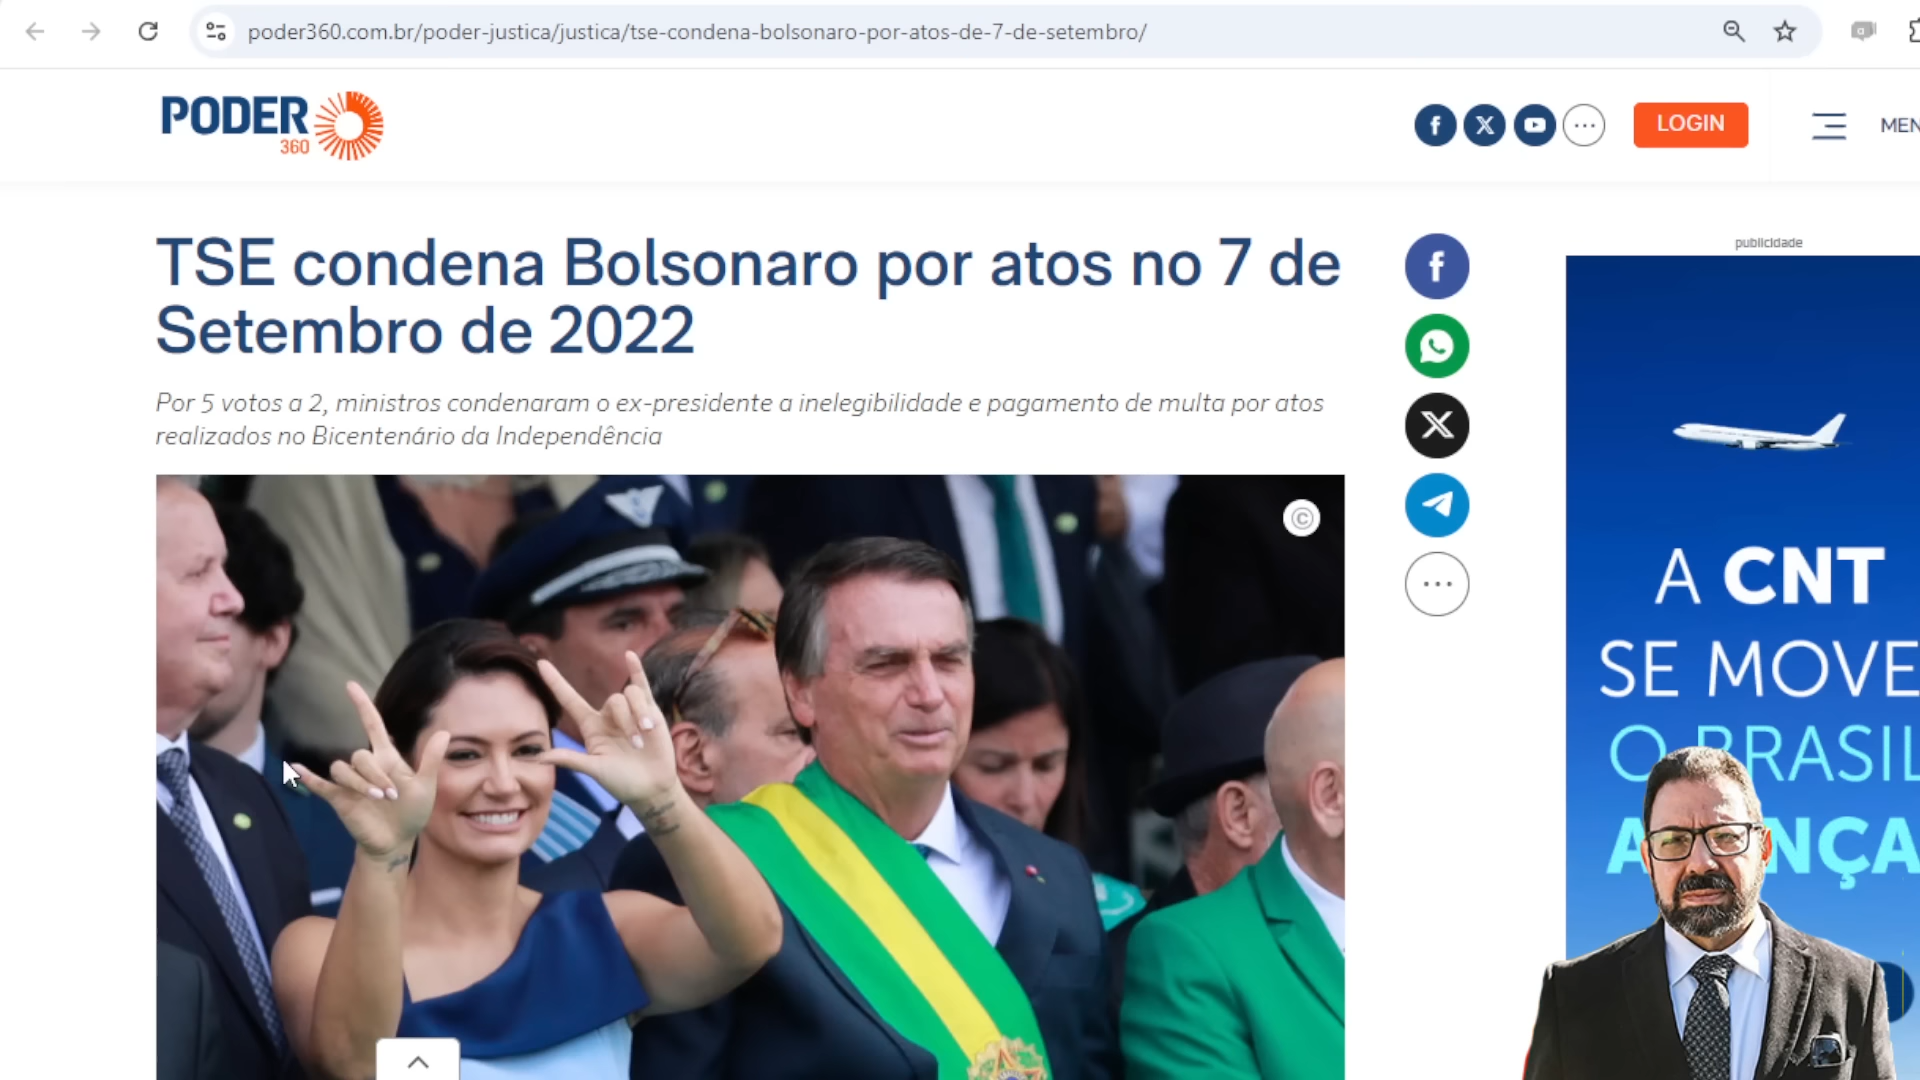 poder360.com.br/poder-justica/justica/tse-condena-bolsonaro-por-atos-de-7-de-setembro/
PODER
360
LOGIN
TSE condena Bolsonaro por atos no 7 de
Setembro de 2022
Por 5 votos a 2, ministros condenaram o ex-presidente a inelegibilidade e pagamento de multa por atos
realizados no Bicentenário da Independência
publicidade
A CNT
SE MOVE
O BRASIL